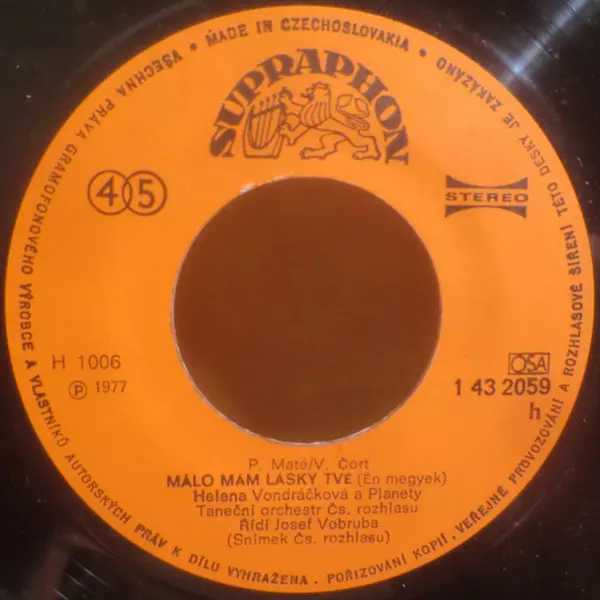 MADE IN CZECHOSLOVAKIA • VŠECHNA PRÁVA GRAMOFONOVÉHO VÝROBCE A VLASTNÍKŮ AUTORSKÝCH PRÁV K DÍLU VYHRAŽENA. POŘIZOVÁNÍ KOPIÍ, VEŘEJNÉ PROVOZOVÁNÍ A ROZHLASOVÉ ŠÍŘENÍ TÉTO DESKY JE ZAKÁZÁNO •
SUPRAPHON
45
STEREO
H 1006
℗ 1977
OSA
1 43 2059
h
P. Maté/V. Čort
MÁLO MÁM LÁSKY TVÉ (Én megyek)
Helena Vondráčková a Planety
Taneční orchestr Čs. rozhlasu
Řídí Josef Vobruba
(Snímek Čs. rozhlasu)